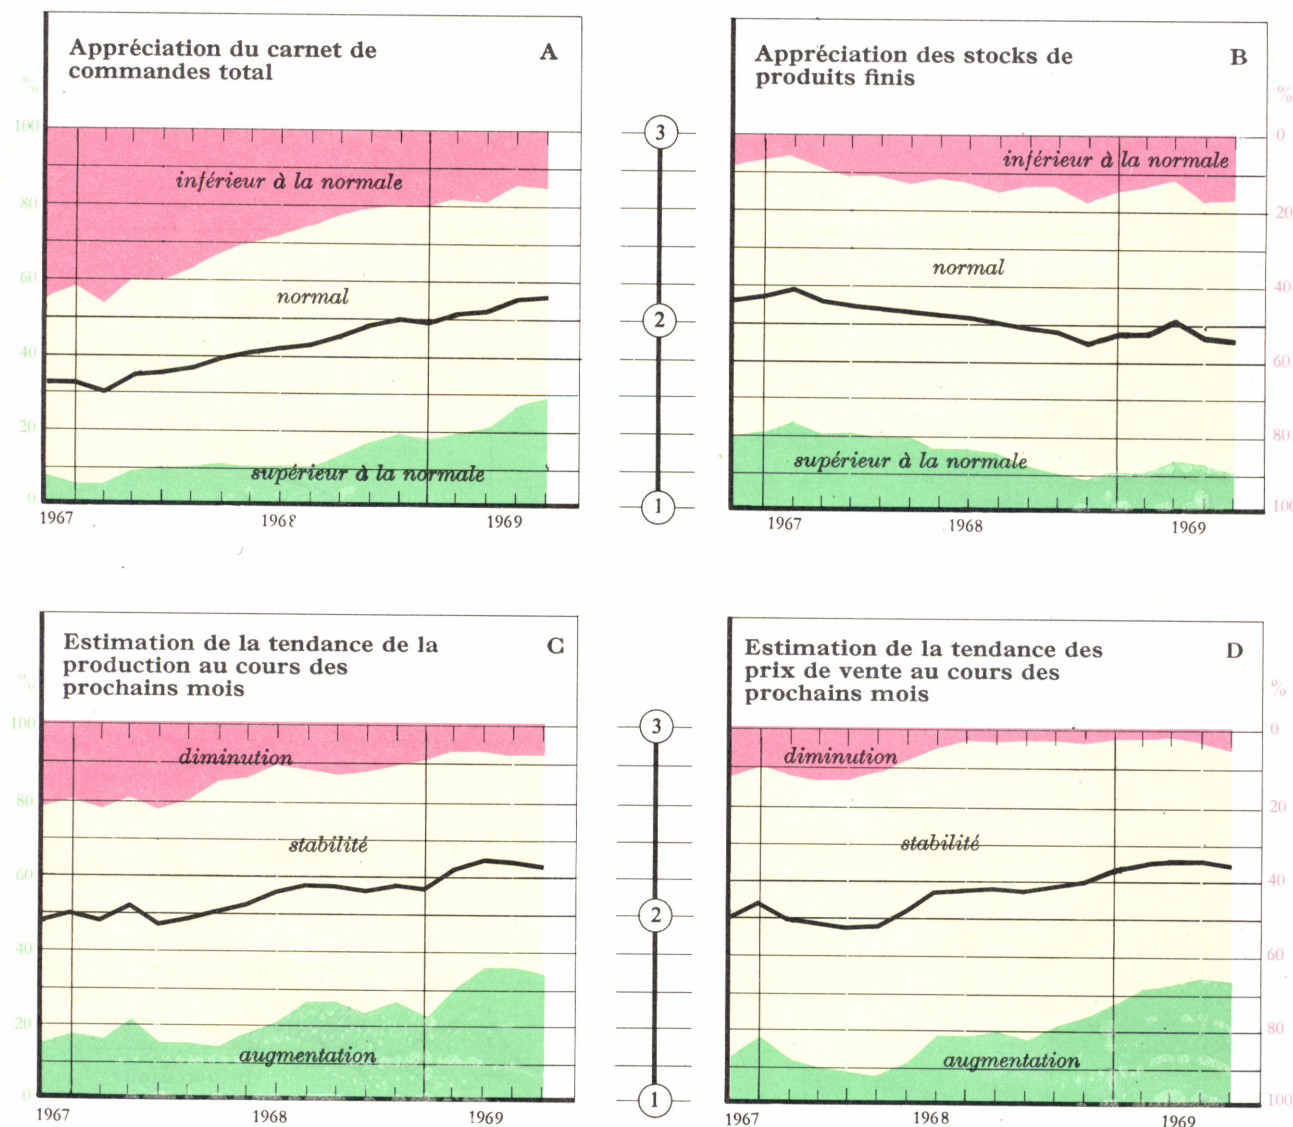 Appréciation du carnet de
commandes total
A
%
100
80
60
40
20
0
inférieur à la normale
normal
supérieur à la normale
1967
1968
1969
3
2
1
Appréciation des stocks de
produits finis
B
%
0
20
40
60
80
100
inférieur à la normale
normal
supérieur à la normale
1967
1968
1969
Estimation de la tendance de la
production au cours des
prochains mois
C
%
100
80
60
40
20
0
diminution
stabilité
augmentation
1967
1968
1969
3
2
1
Estimation de la tendance des
prix de vente au cours des
prochains mois
D
%
0
20
40
60
80
100
diminution
stabilité
augmentation
1967
1968
1969